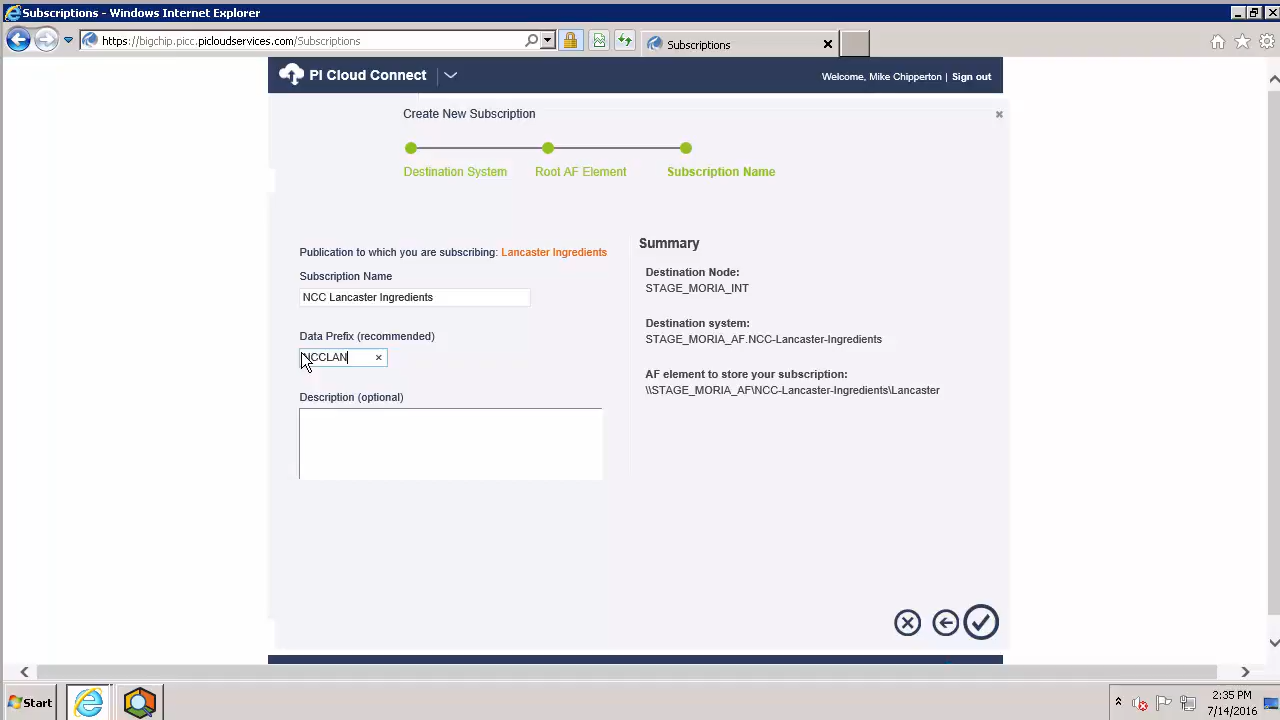 Subscriptions - Windows Internet Explorer
https://bigchip.picc.picloudservices.com/Subscriptions
Subscriptions
PI Cloud Connect
Welcome, Mike Chipperton | Sign out
Create New Subscription
Destination System
Root AF Element
Subscription Name
Publication to which you are subscribing: Lancaster Ingredients
Subscription Name
NCC Lancaster Ingredients
Data Prefix (recommended)
NCCLAN
Description (optional)
Summary
Destination Node:
STAGE_MORIA_INT
Destination system:
STAGE_MORIA_AF.NCC-Lancaster-Ingredients
AF element to store your subscription:
\\STAGE_MORIA_AF\NCC-Lancaster-Ingredients\Lancaster
Start
2:35 PM
7/14/2016